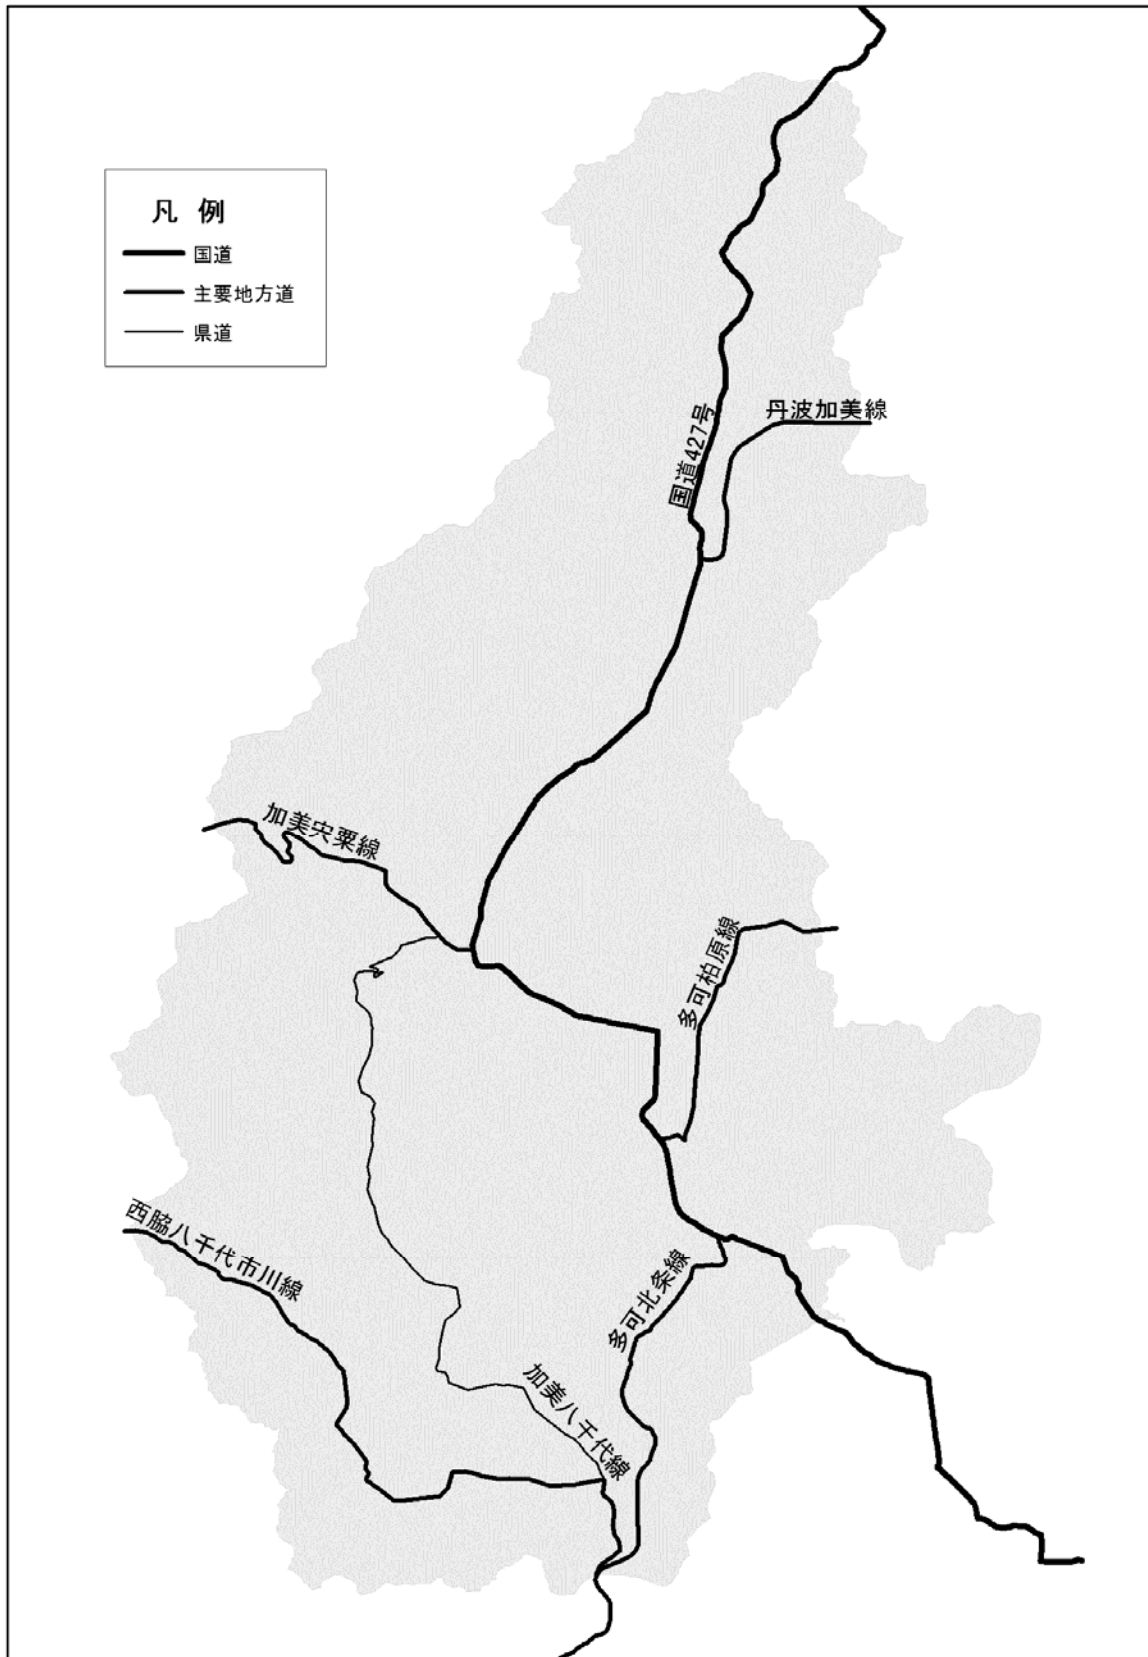 凡 例
国道
主要地方道
県道
丹波加美線
国道427号
加美宍粟線
多可柏原線
西脇八千代市川線
多可北条線
加美八千代線